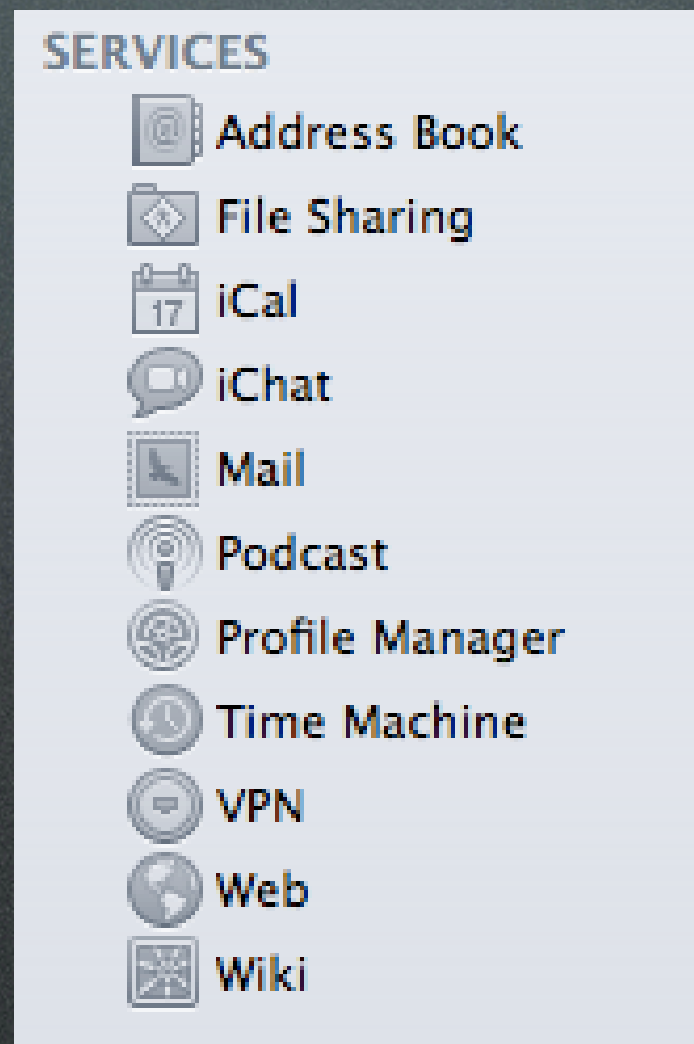 SERVICES
Address Book
File Sharing
17
iCal
iChat
Mail
Podcast
Profile Manager
Time Machine
VPN
Web
Wiki